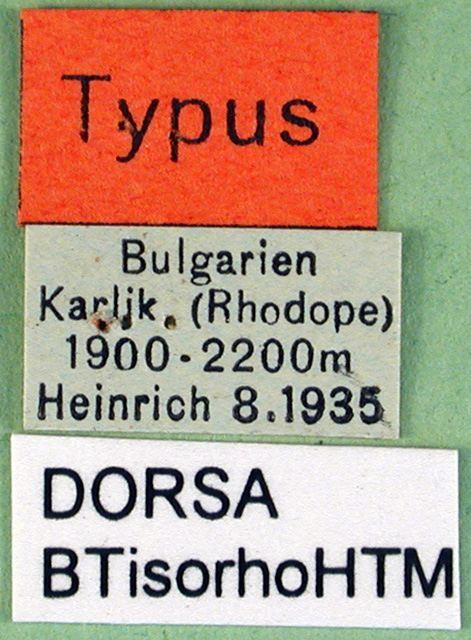 Typus
Bulgarien
Karlik. (Rhodope)
1900-2200m
Heinrich 8.1935
DORSA
BTisorhoHTM